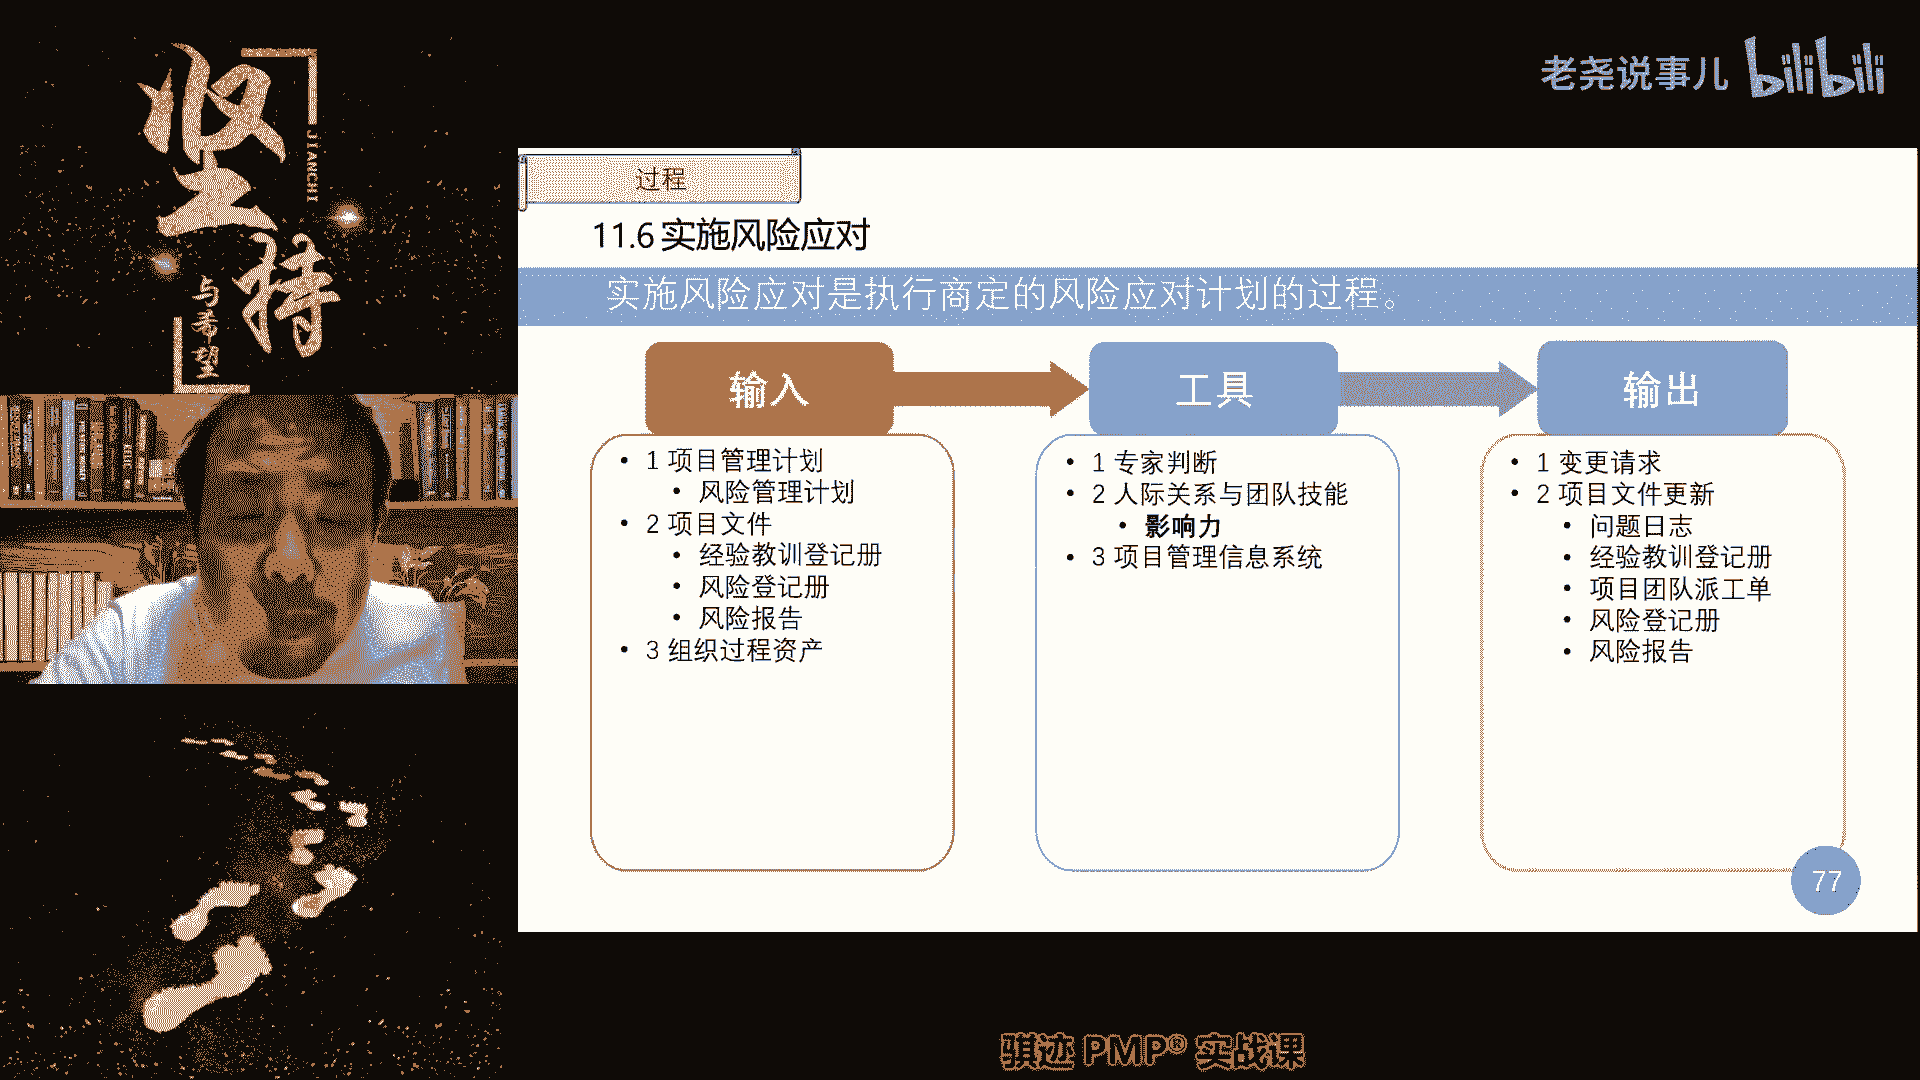 坚持
JIANCHI
与希望
老尧说事儿 bilibili
过程
11.6 实施风险应对
实施风险应对是执行商定的风险应对计划的过程。
输入
• 1 项目管理计划
• 风险管理计划
• 2 项目文件
• 经验教训登记册
• 风险登记册
• 风险报告
• 3 组织过程资产
工具
• 1 专家判断
• 2 人际关系与团队技能
• 影响力
• 3 项目管理信息系统
输出
• 1 变更请求
• 2 项目文件更新
• 问题日志
• 经验教训登记册
• 项目团队派工单
• 风险登记册
• 风险报告
77
骐迹 PMP® 实战课